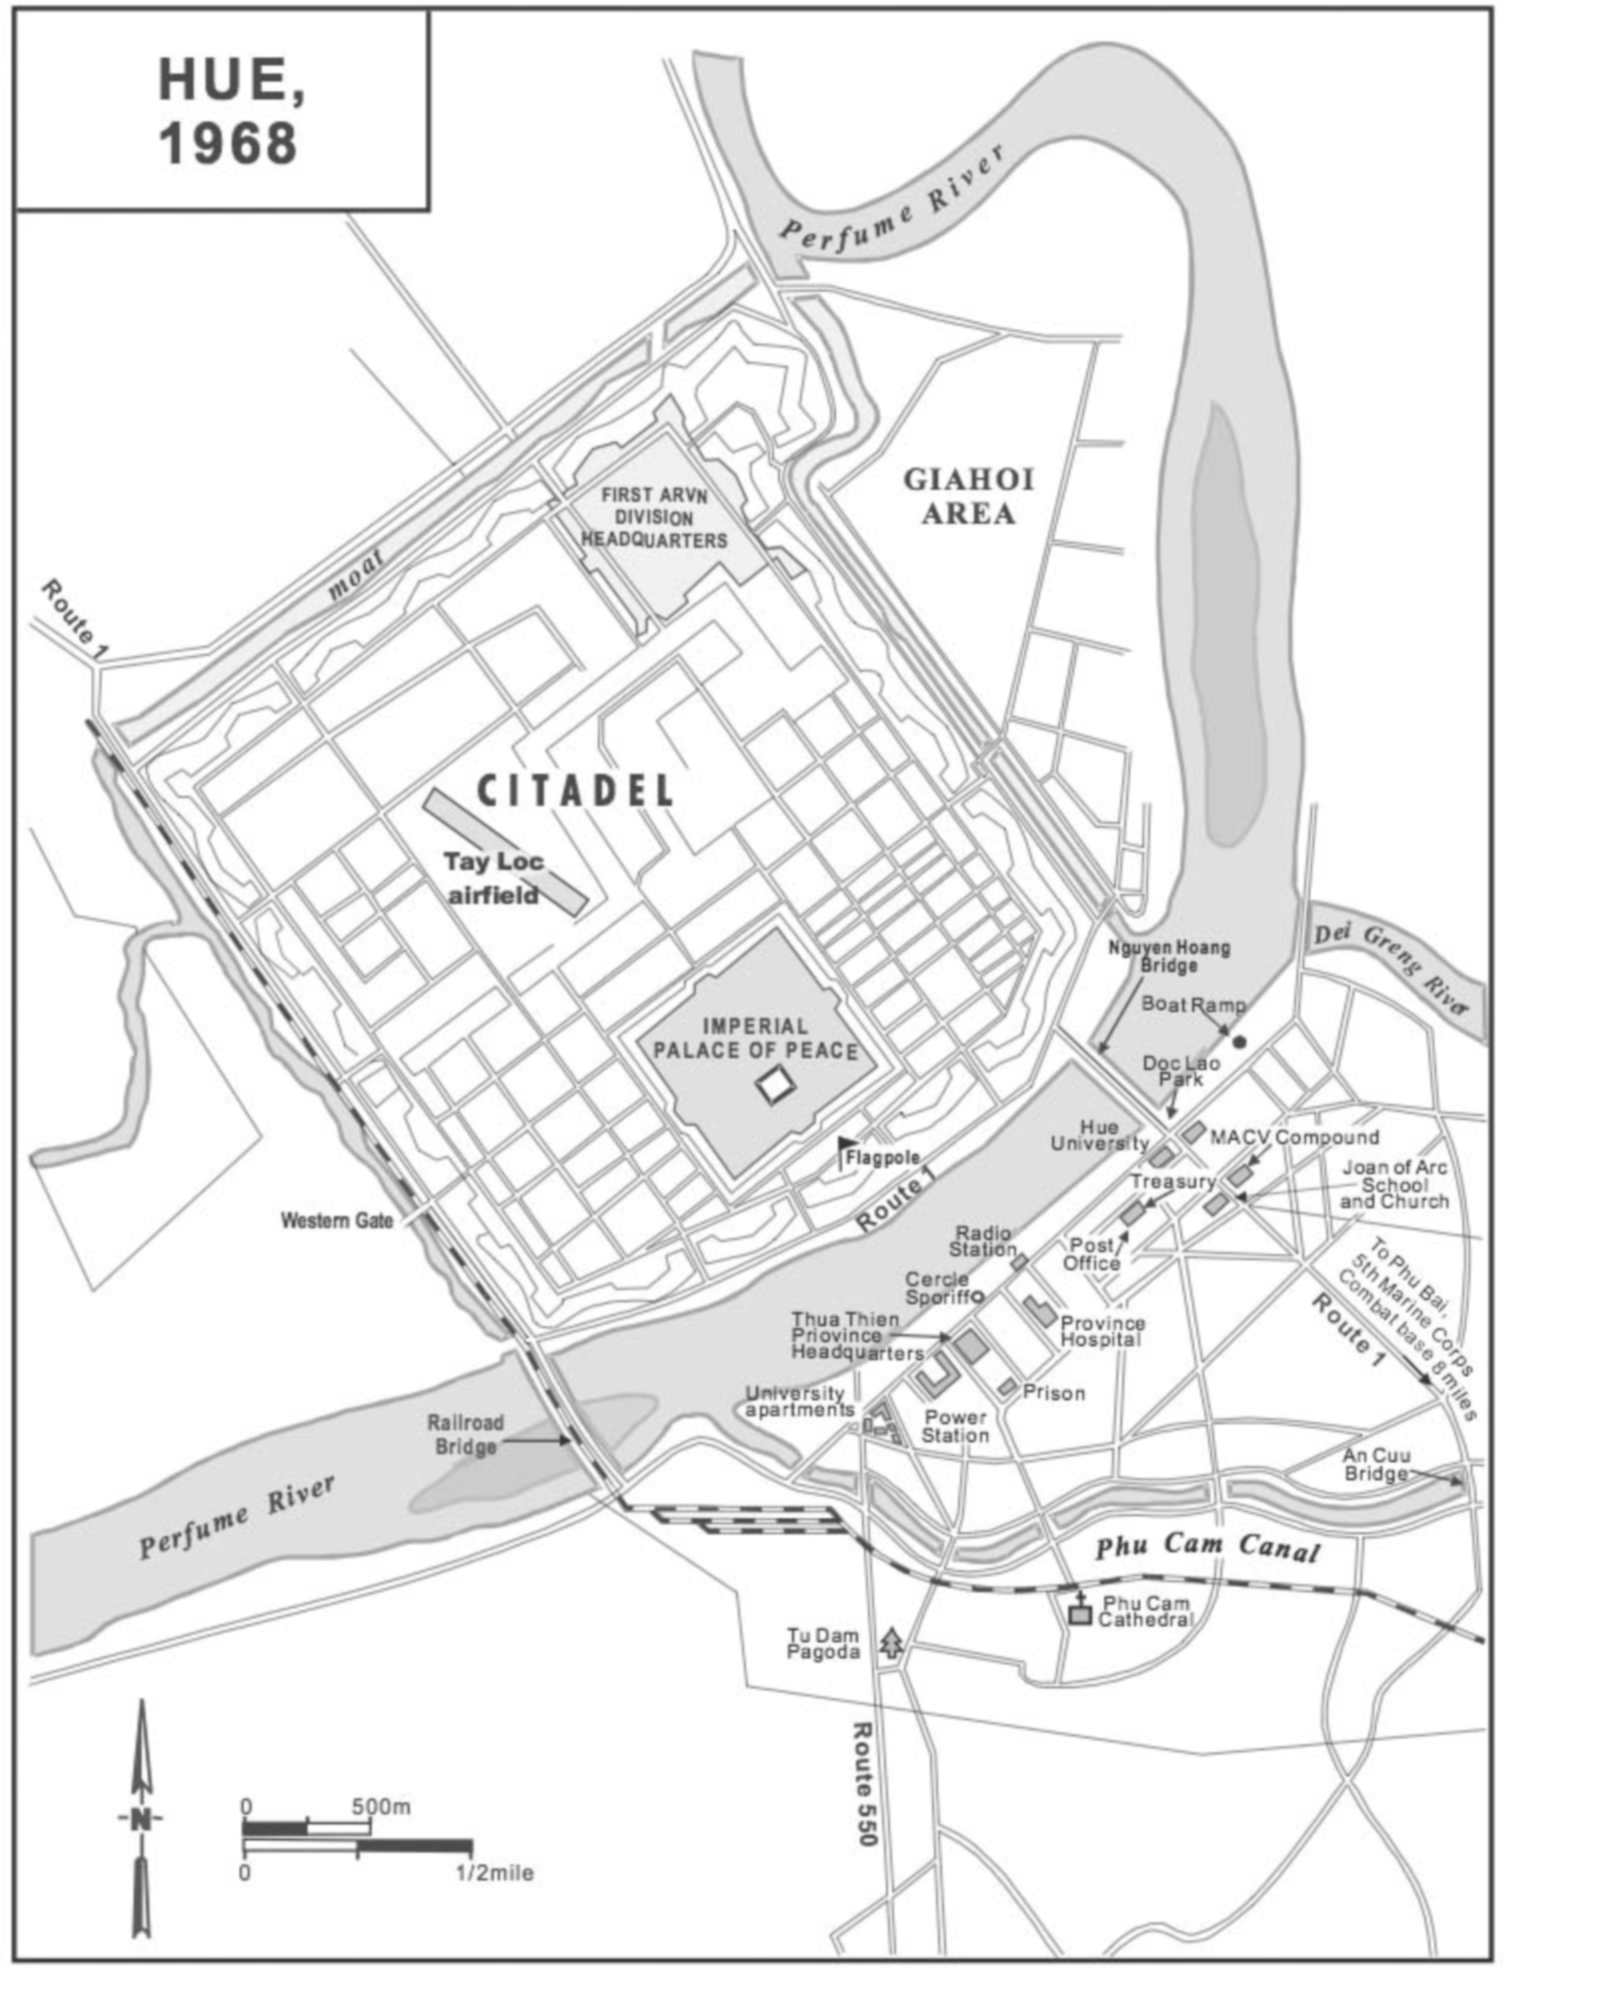 HUE,
1968
Perfume River
GIAHOI
AREA
FIRST ARVN
DIVISION
HEADQUARTERS
moat
Route 1
CITADEL
Tay Loc
airfield
Dei Greng River
Nguyen Hoang
Bridge
Boat Ramp
IMPERIAL
PALACE OF PEACE
Doc Lao
Park
Hue
University
MACV Compound
Flagpole
Joan of Arc
School
and Church
Treasury
Route 1
Western Gate
Radio
Station
Post
Office
To Phu Bai,
5th Marine Corps
Combat base 8 miles
Cercle
Sporiff
Route 1
Thua Thien
Priovince
Headquarters
Province
Hospital
University
apartments
Prison
Power
Station
Railroad
Bridge
An Cuu
Bridge
Perfume River
Phu Cam Canal
Phu Cam
Cathedral
Tu Dam
Pagoda
Route 550
N
0 500m
0 1/2mile